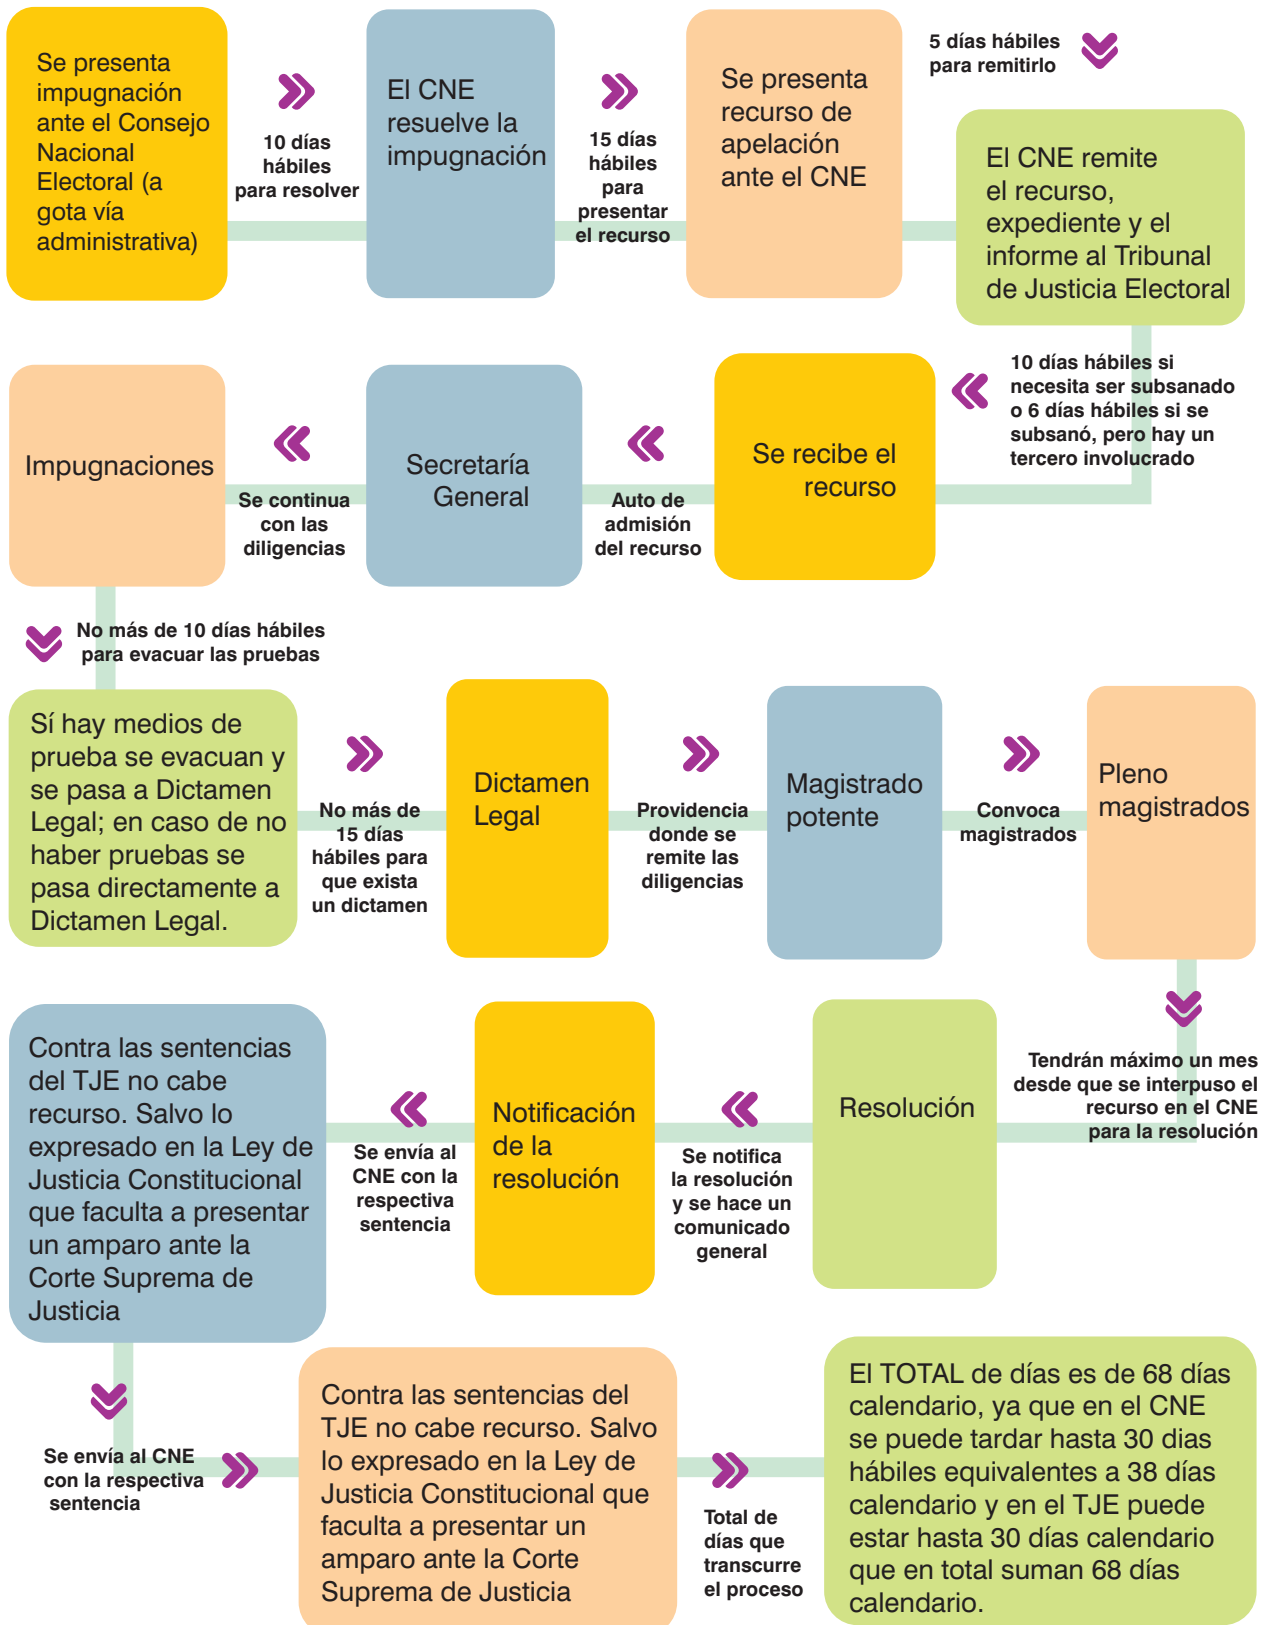 Se presenta
impugnación
ante el Consejo
Nacional
Electoral (a
gota vía
administrativa)
10 días
hábiles
para resolver
El CNE
resuelve la
impugnación
15 días
hábiles
para
presentar
el recurso
Se presenta
recurso de
apelación
ante el CNE
5 días hábiles
para remitirlo
El CNE remite
el recurso,
expediente y el
informe al Tribunal
de Justicia Electoral
10 días hábiles si
necesita ser subsanado
o 6 días hábiles si se
subsanó, pero hay un
tercero involucrado
Se recibe el
recurso
Auto de
admisión
del recurso
Secretaría
General
Se continua
con las
diligencias
Impugnaciones
No más de 10 días hábiles
para evacuar las pruebas
Sí hay medios de
prueba se evacuan y
se pasa a Dictamen
Legal; en caso de no
haber pruebas se
pasa directamente a
Dictamen Legal.
No más de
15 días
hábiles para
que exista
un dictamen
Dictamen
Legal
Providencia
donde se
remite las
diligencias
Magistrado
potente
Convoca
magistrados
Pleno
magistrados
Tendrán máximo un mes
desde que se interpuso el
recurso en el CNE
para la resolución
Resolución
Se notifica
la resolución
y se hace un
comunicado
general
Notificación
de la
resolución
Se envía al
CNE con la
respectiva
sentencia
Contra las sentencias
del TJE no cabe
recurso. Salvo lo
expresado en la Ley de
Justicia Constitucional
que faculta a presentar
un amparo ante la
Corte Suprema de
Justicia
Se envía al CNE
con la respectiva
sentencia
Contra las sentencias del
TJE no cabe recurso. Salvo
lo expresado en la Ley de
Justicia Constitucional que
faculta a presentar un
amparo ante la Corte
Suprema de Justicia
Total de
días que
transcurre
el proceso
El TOTAL de días es de 68 días
calendario, ya que en el CNE
se puede tardar hasta 30 dias
hábiles equivalentes a 38 días
calendario y en el TJE puede
estar hasta 30 días calendario
que en total suman 68 días
calendario.